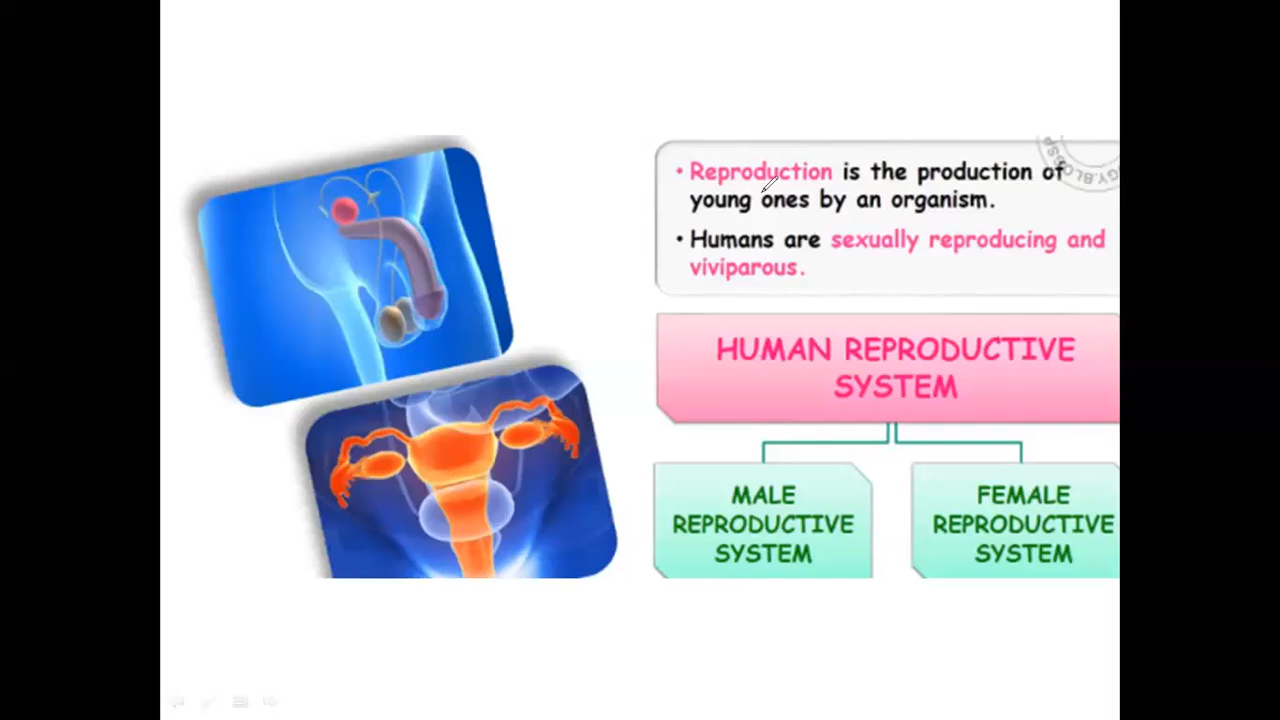 • Reproduction is the production of
young ones by an organism.
• Humans are sexually reproducing and
viviparous.
HUMAN REPRODUCTIVE
SYSTEM
MALE
REPRODUCTIVE
SYSTEM
FEMALE
REPRODUCTIVE
SYSTEM